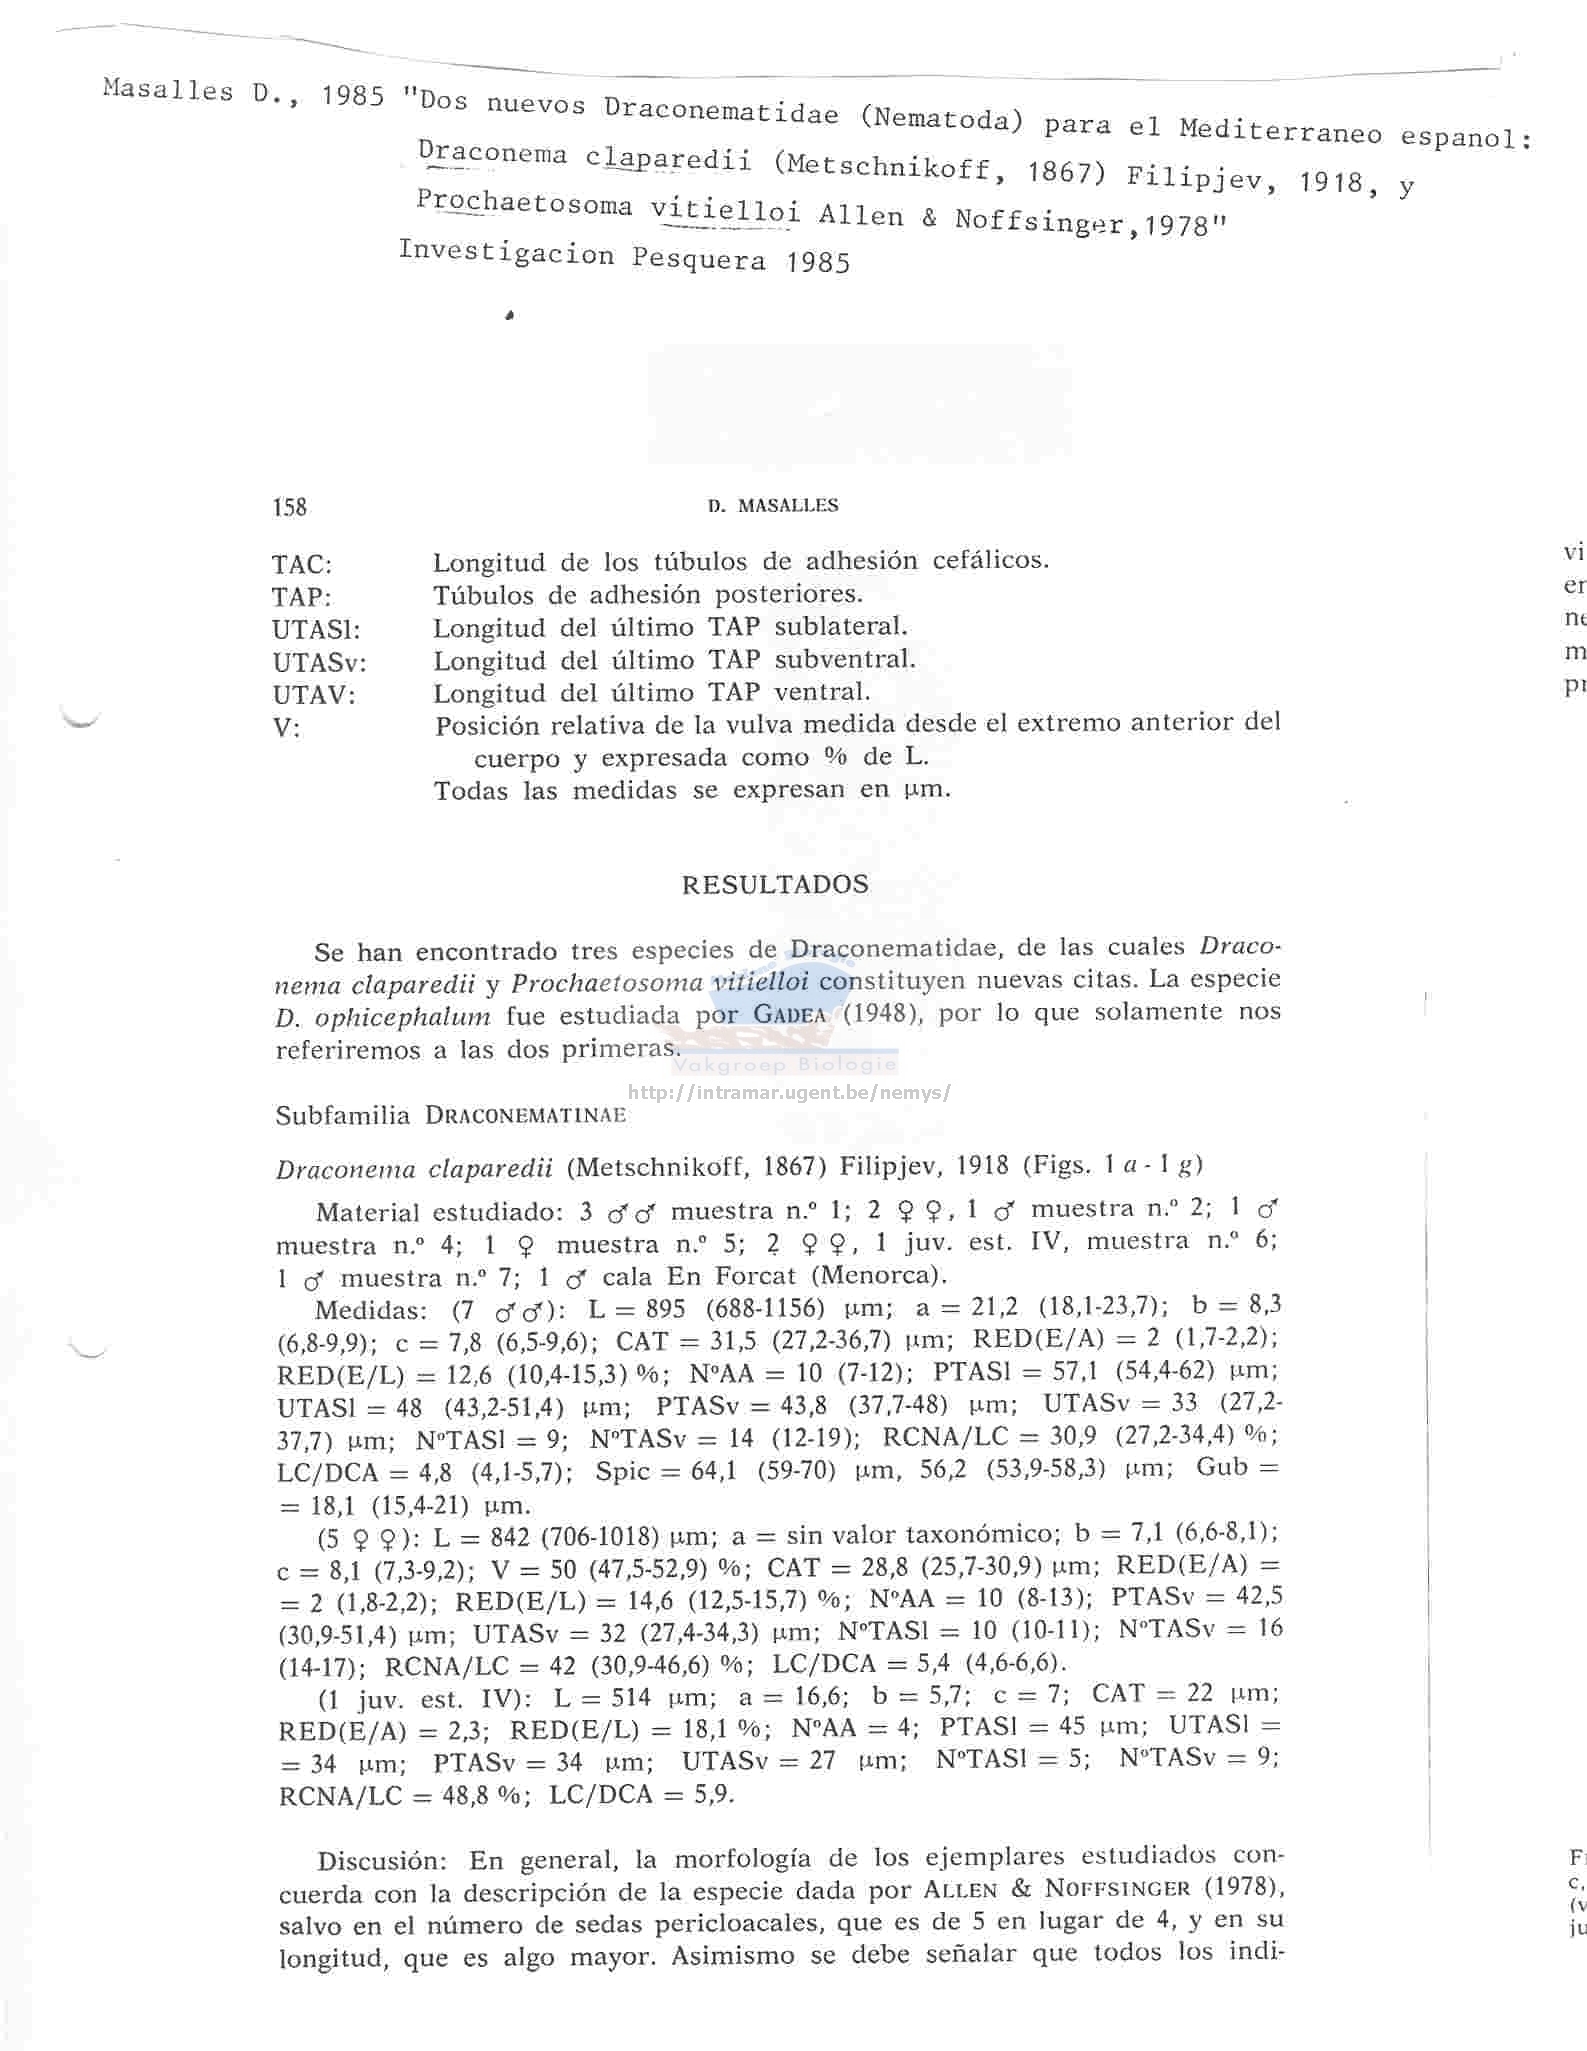 Masalles D., 1985 "Dos nuevos Draconematidae (Nematoda) para el Mediterraneo espanol:
Draconema claparedii (Metschnikoff, 1867) Filipjev, 1918, y
Prochaetosoma vitielloi Allen & Noffsinger,1978"
Investigacion Pesquera 1985
158 D. MASALLES
TAC: Longitud de los túbulos de adhesión cefálicos.
TAP: Túbulos de adhesión posteriores.
UTASl: Longitud del último TAP sublateral.
UTASv: Longitud del último TAP subventral.
UTAV: Longitud del último TAP ventral.
V: Posición relativa de la vulva medida desde el extremo anterior del
cuerpo y expresada como % de L.
Todas las medidas se expresan en µm.
RESULTADOS
Se han encontrado tres especies de Draconematidae, de las cuales Draco-
nema claparedii y Prochaetosoma vitielloi constituyen nuevas citas. La especie
D. ophicephalum fue estudiada por GADEA (1948), por lo que solamente nos
referiremos a las dos primeras.
Vakgroep Biologie
http://intramar.ugent.be/nemys/
Subfamilia DRACONEMATINAE
Draconema claparedii (Metschnikoff, 1867) Filipjev, 1918 (Figs. 1 a - 1 g)
Material estudiado: 3 ♂♂ muestra n.º 1; 2 ♀♀, 1 ♂ muestra n.º 2; 1 ♂
muestra n.º 4; 1 ♀ muestra n.º 5; 2 ♀♀, 1 juv. est. IV, muestra n.º 6;
1 ♂ muestra n.º 7; 1 ♂ cala En Forcat (Menorca).
Medidas: (7 ♂♂): L = 895 (688-1156) µm; a = 21,2 (18,1-23,7); b = 8,3
(6,8-9,9); c = 7,8 (6,5-9,6); CAT = 31,5 (27,2-36,7) µm; RED(E/A) = 2 (1,7-2,2);
RED(E/L) = 12,6 (10,4-15,3) %; NºAA = 10 (7-12); PTASl = 57,1 (54,4-62) µm;
UTASl = 48 (43,2-51,4) µm; PTASv = 43,8 (37,7-48) µm; UTASv = 33 (27,2-
37,7) µm; NºTASl = 9; NºTASv = 14 (12-19); RCNA/LC = 30,9 (27,2-34,4) %;
LC/DCA = 4,8 (4,1-5,7); Spic = 64,1 (59-70) µm, 56,2 (53,9-58,3) µm; Gub =
= 18,1 (15,4-21) µm.
(5 ♀♀): L = 842 (706-1018) µm; a = sin valor taxonómico; b = 7,1 (6,6-8,1);
c = 8,1 (7,3-9,2); V = 50 (47,5-52,9) %; CAT = 28,8 (25,7-30,9) µm; RED(E/A) =
= 2 (1,8-2,2); RED(E/L) = 14,6 (12,5-15,7) %; NºAA = 10 (8-13); PTASv = 42,5
(30,9-51,4) µm; UTASv = 32 (27,4-34,3) µm; NºTASl = 10 (10-11); NºTASv = 16
(14-17); RCNA/LC = 42 (30,9-46,6) %; LC/DCA = 5,4 (4,6-6,6).
(1 juv. est. IV): L = 514 µm; a = 16,6; b = 5,7; c = 7; CAT = 22 µm;
RED(E/A) = 2,3; RED(E/L) = 18,1 %; NºAA = 4; PTASl = 45 µm; UTASl =
= 34 µm; PTASv = 34 µm; UTASv = 27 µm; NºTASl = 5; NºTASv = 9;
RCNA/LC = 48,8 %; LC/DCA = 5,9.
Discusión: En general, la morfología de los ejemplares estudiados con-
cuerda con la descripción de la especie dada por ALLEN & NOFFSINGER (1978),
salvo en el número de sedas pericloacales, que es de 5 en lugar de 4, y en su
longitud, que es algo mayor. Asimismo se debe señalar que todos los indi-